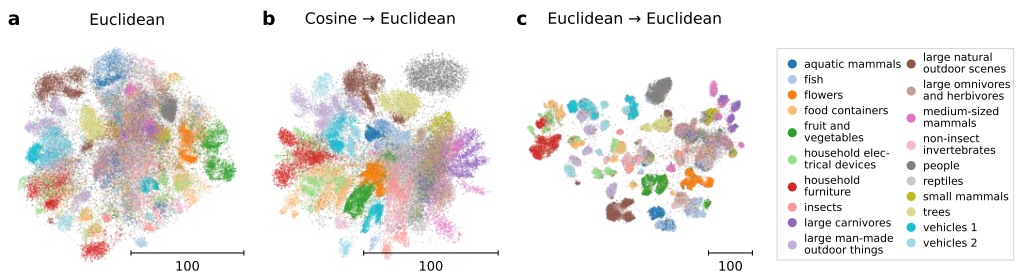 a
Euclidean
b
Cosine → Euclidean
c
Euclidean → Euclidean
100
100
100
aquatic mammals
fish
flowers
food containers
fruit and
vegetables
household elec-
trical devices
household
furniture
insects
large carnivores
large man-made
outdoor things
large natural
outdoor scenes
large omnivores
and herbivores
medium-sized
mammals
non-insect
invertebrates
people
reptiles
small mammals
trees
vehicles 1
vehicles 2